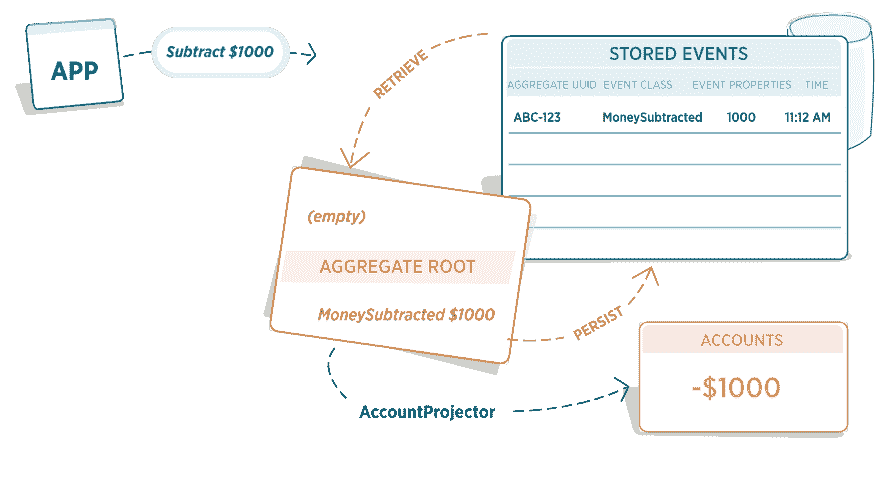 APP
Subtract $1000
RETRIEVE
STORED EVENTS
AGGREGATE UUID EVENT CLASS EVENT PROPERTIES TIME
ABC-123 MoneySubtracted 1000 11:12 AM
(empty)
AGGREGATE ROOT
MoneySubtracted $1000
PERSIST
ACCOUNTS
-$1000
AccountProjector